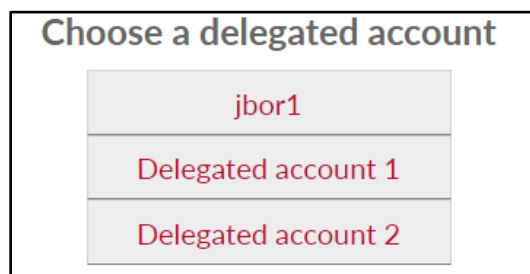 Choose a delegated account
jbor1
Delegated account 1
Delegated account 2